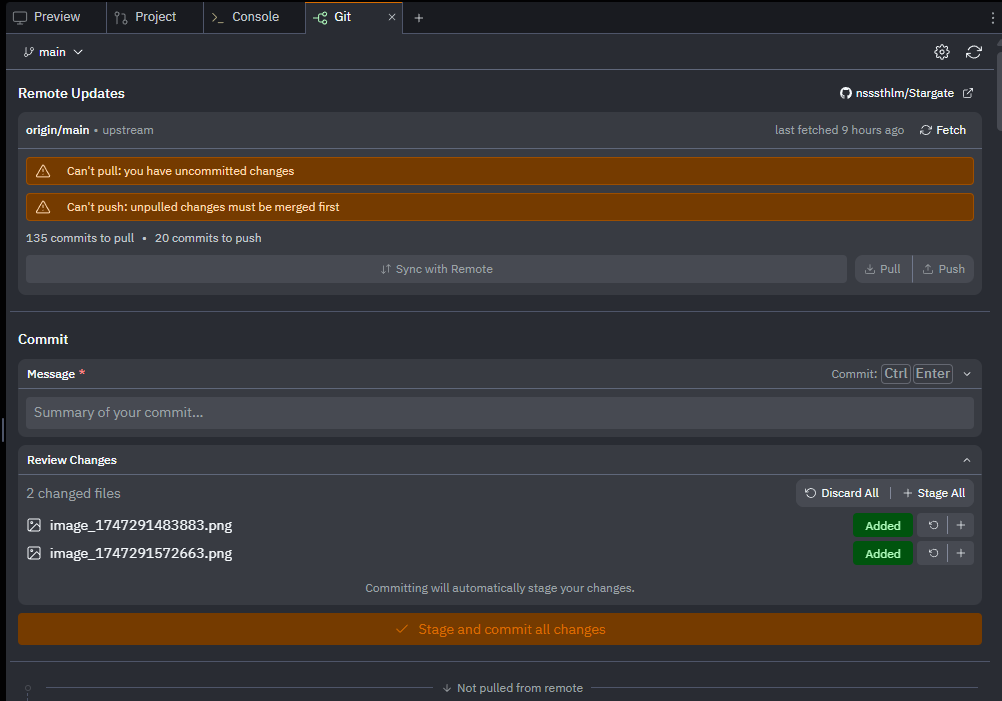 Preview Project Console Git
main
Remote Updates nsssthlm/Stargate
origin/main • upstream last fetched 9 hours ago Fetch
Can't pull: you have uncommitted changes
Can't push: unpulled changes must be merged first
135 commits to pull • 20 commits to push
Sync with Remote Pull Push
Commit
Message * Commit: Ctrl Enter
Summary of your commit...
Review Changes
2 changed files Discard All Stage All
image_1747291483883.png Added
image_1747291572663.png Added
Committing will automatically stage your changes.
Stage and commit all changes
Not pulled from remote